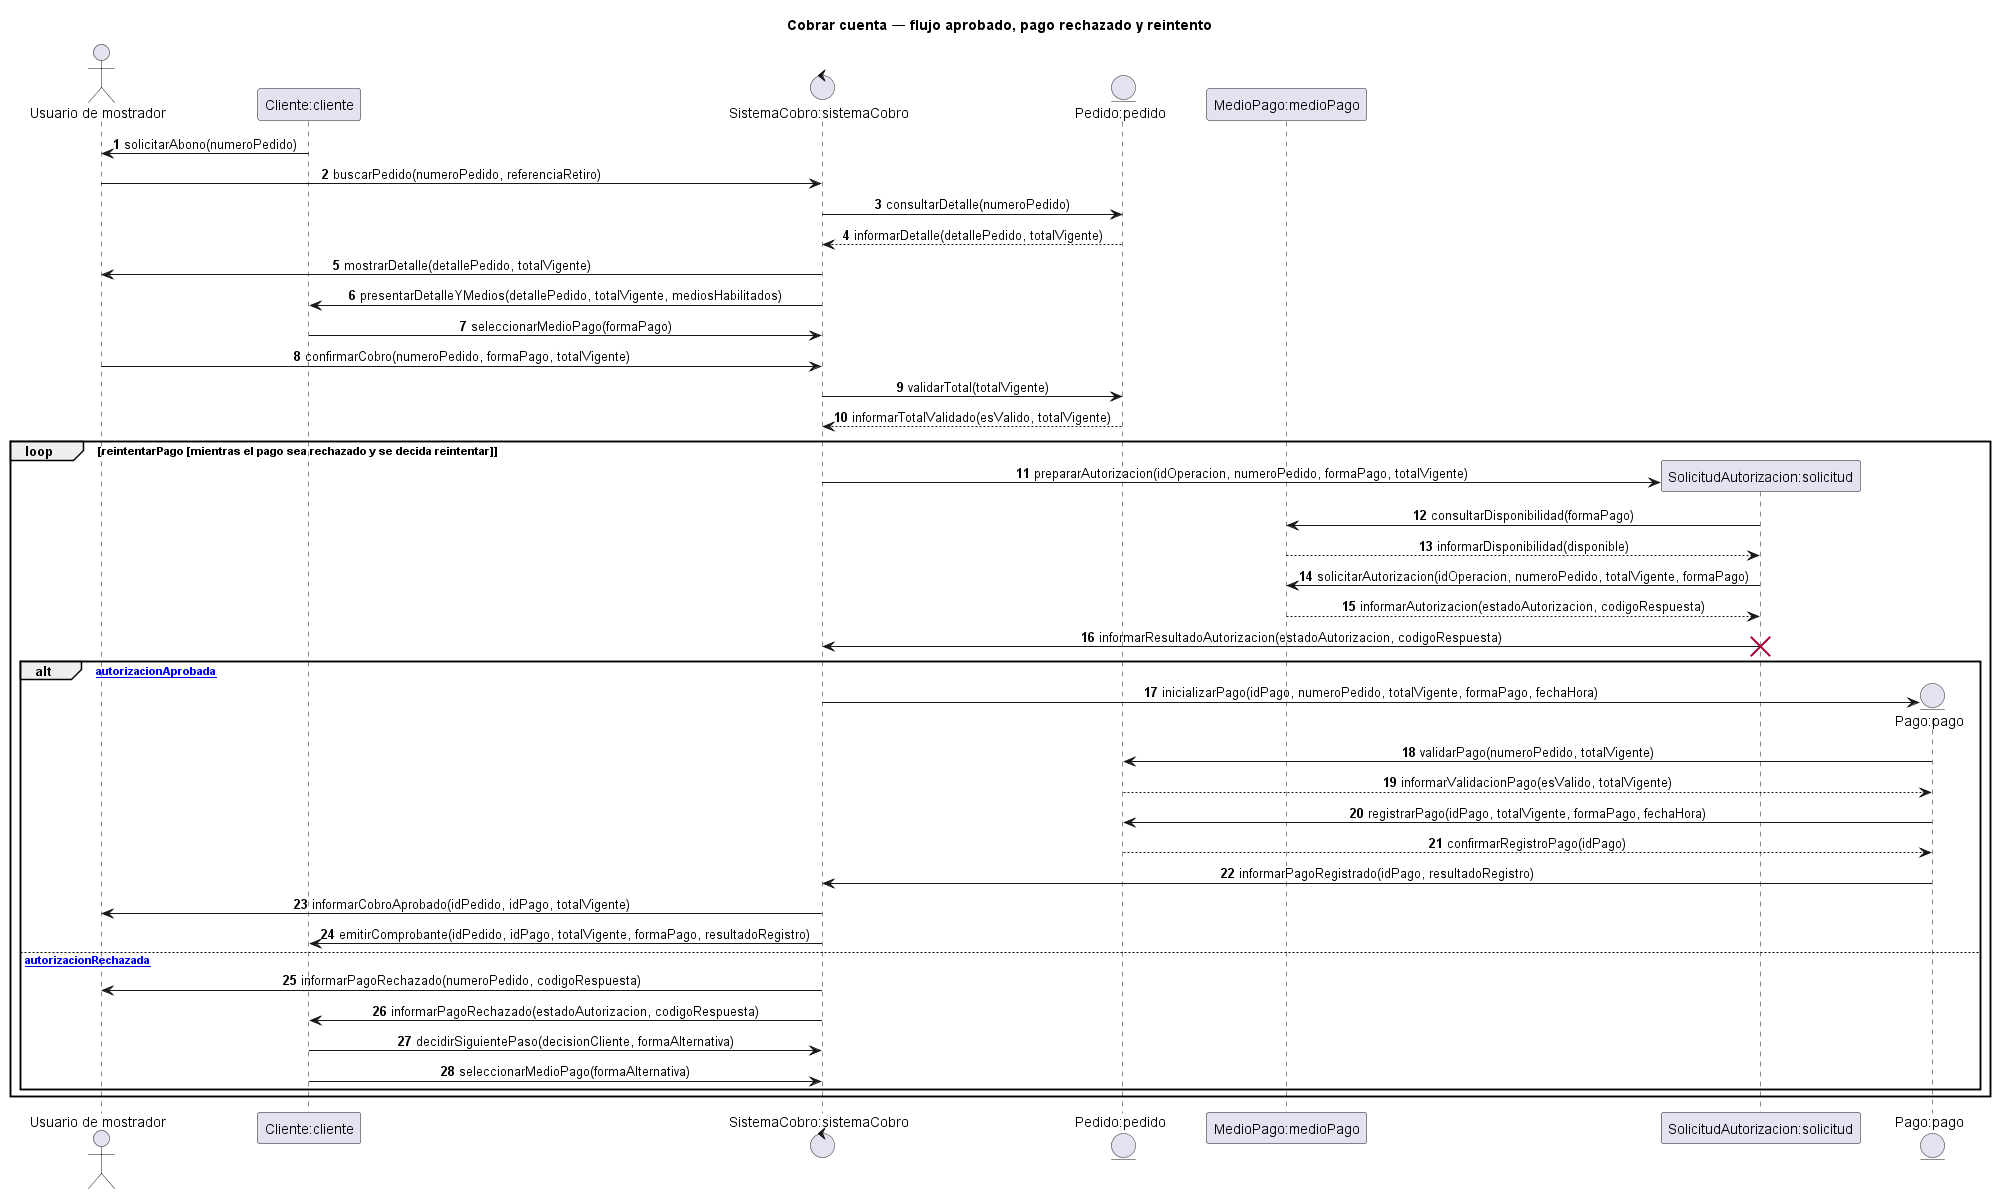 Cobrar cuenta — flujo aprobado, pago rechazado y reintento
Usuario de mostrador
Cliente:cliente
SistemaCobro:sistemaCobro
Pedido:pedido
MedioPago:medioPago
1 solicitarAbono(numeroPedido)
2 buscarPedido(numeroPedido, referenciaRetiro)
3 consultarDetalle(numeroPedido)
4 informarDetalle(detallePedido, totalVigente)
5 mostrarDetalle(detallePedido, totalVigente)
6 presentarDetalleYMedios(detallePedido, totalVigente, mediosHabilitados)
7 seleccionarMedioPago(formaPago)
8 confirmarCobro(numeroPedido, formaPago, totalVigente)
9 validarTotal(totalVigente)
10 informarTotalValidado(esValido, totalVigente)
loop [reintentarPago [mientras el pago sea rechazado y se decida reintentar]]
11 prepararAutorizacion(idOperacion, numeroPedido, formaPago, totalVigente)
SolicitudAutorizacion:solicitud
12 consultarDisponibilidad(formaPago)
13 informarDisponibilidad(disponible)
14 solicitarAutorizacion(idOperacion, numeroPedido, totalVigente, formaPago)
15 informarAutorizacion(estadoAutorizacion, codigoRespuesta)
16 informarResultadoAutorizacion(estadoAutorizacion, codigoRespuesta)
alt autorizacionAprobada
17 inicializarPago(idPago, numeroPedido, totalVigente, formaPago, fechaHora)
Pago:pago
18 validarPago(numeroPedido, totalVigente)
19 informarValidacionPago(esValido, totalVigente)
20 registrarPago(idPago, totalVigente, formaPago, fechaHora)
21 confirmarRegistroPago(idPago)
22 informarPagoRegistrado(idPago, resultadoRegistro)
23 informarCobroAprobado(idPedido, idPago, totalVigente)
24 emitirComprobante(idPedido, idPago, totalVigente, formaPago, resultadoRegistro)
autorizacionRechazada
25 informarPagoRechazado(numeroPedido, codigoRespuesta)
26 informarPagoRechazado(estadoAutorizacion, codigoRespuesta)
27 decidirSiguientePaso(decisionCliente, formaAlternativa)
28 seleccionarMedioPago(formaAlternativa)
Usuario de mostrador
Cliente:cliente
SistemaCobro:sistemaCobro
Pedido:pedido
MedioPago:medioPago
SolicitudAutorizacion:solicitud
Pago:pago